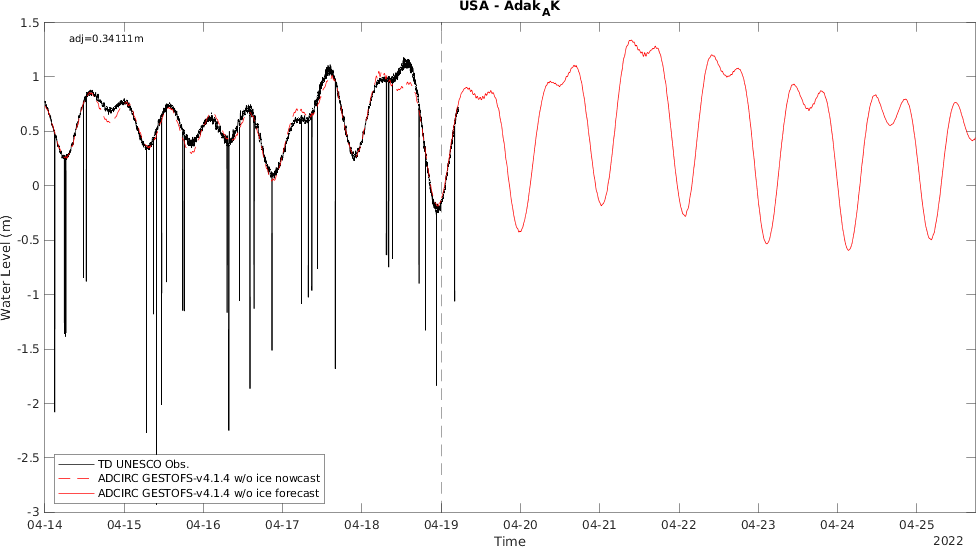 USA - Adak_AK
adj=0.34111m
1.5
1
0.5
0
-0.5
-1
-1.5
-2
-2.5
-3
Water Level (m)
TD UNESCO Obs.
ADCIRC GESTOFS-v4.1.4 w/o ice nowcast
ADCIRC GESTOFS-v4.1.4 w/o ice forecast
04-14 04-15 04-16 04-17 04-18 04-19 04-20 04-21 04-22 04-23 04-24 04-25
Time
2022